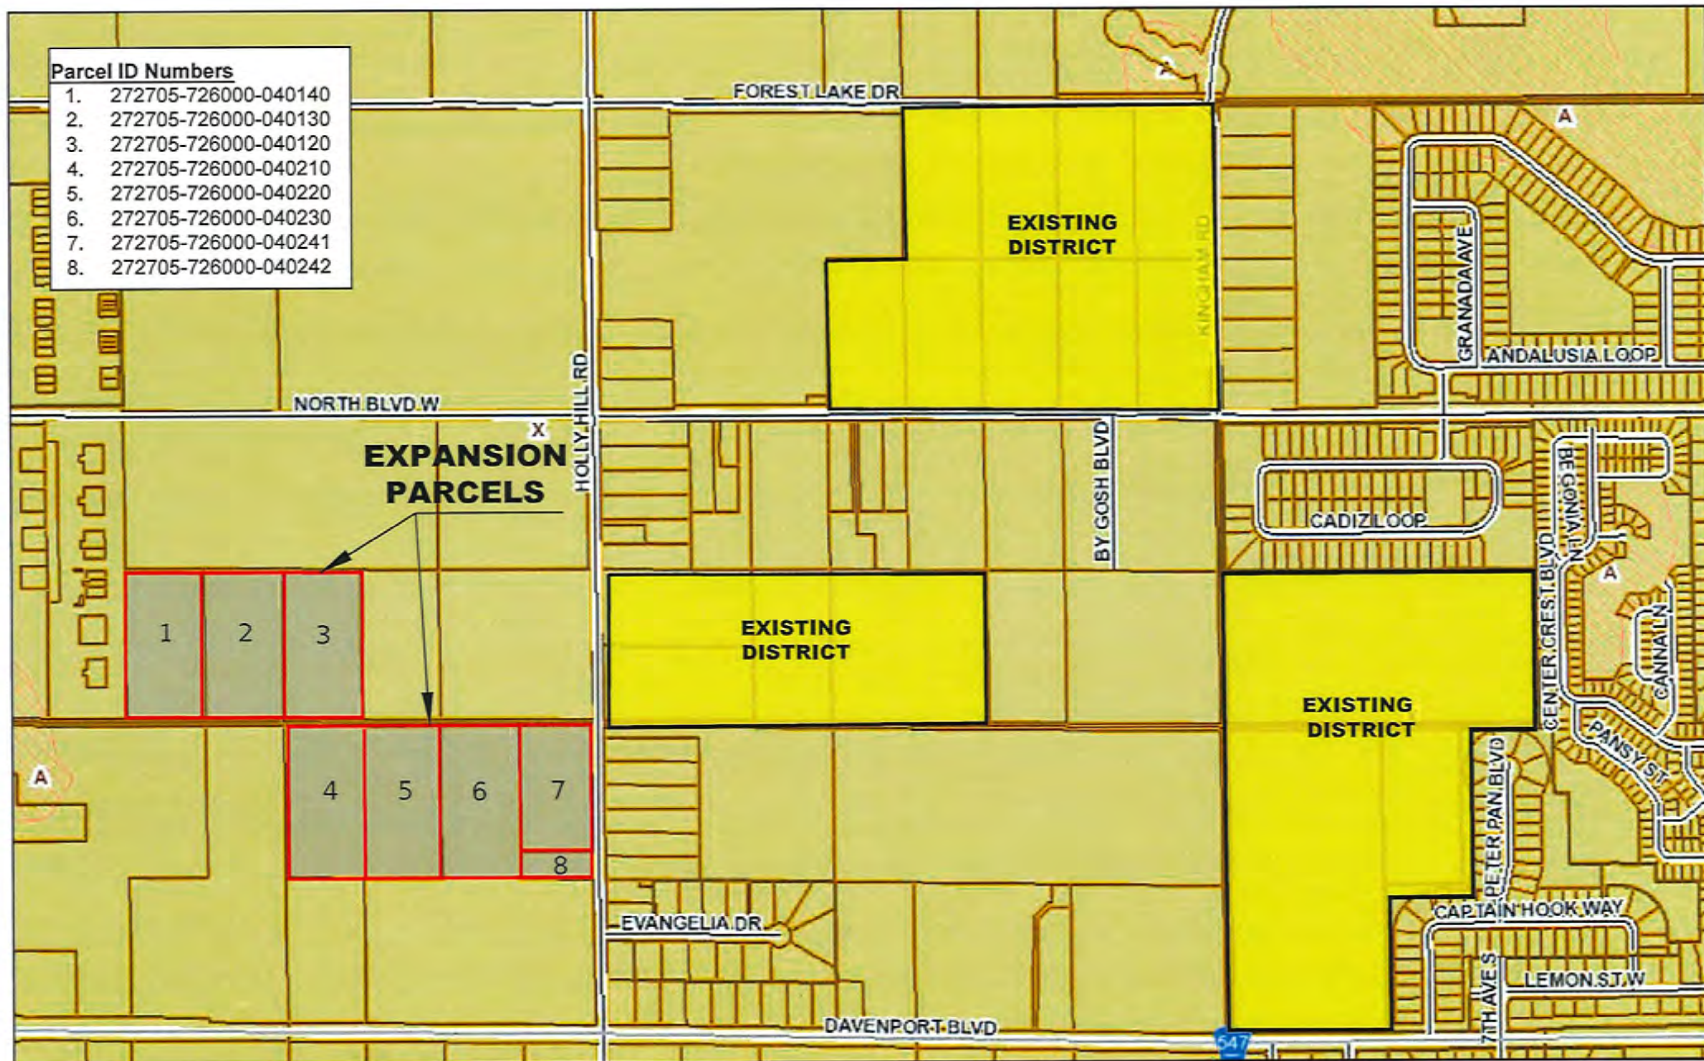 Parcel ID Numbers
1. 272705-726000-040140
2. 272705-726000-040130
3. 272705-726000-040120
4. 272705-726000-040210
5. 272705-726000-040220
6. 272705-726000-040230
7. 272705-726000-040241
8. 272705-726000-040242
FOREST LAKE DR
A
EXISTING
DISTRICT
KINGHAM RD
GRANADA AVE
ANDALUSIA LOOP
HOLLY HILL RD
NORTH BLVD W
X
EXPANSION
PARCELS
BY GOSH BLVD
CADIZ LOOP
BEGONIA LN
CENTER CREST BLVD
A
CANNA LN
1
2
3
EXISTING
DISTRICT
EXISTING
DISTRICT
PANSY ST
A
4
5
6
7
8
PETER PAN BLVD
EVANGELIA DR
CAPTAIN HOOK WAY
7TH AVE S
LEMON ST W
DAVENPORT BLVD
547